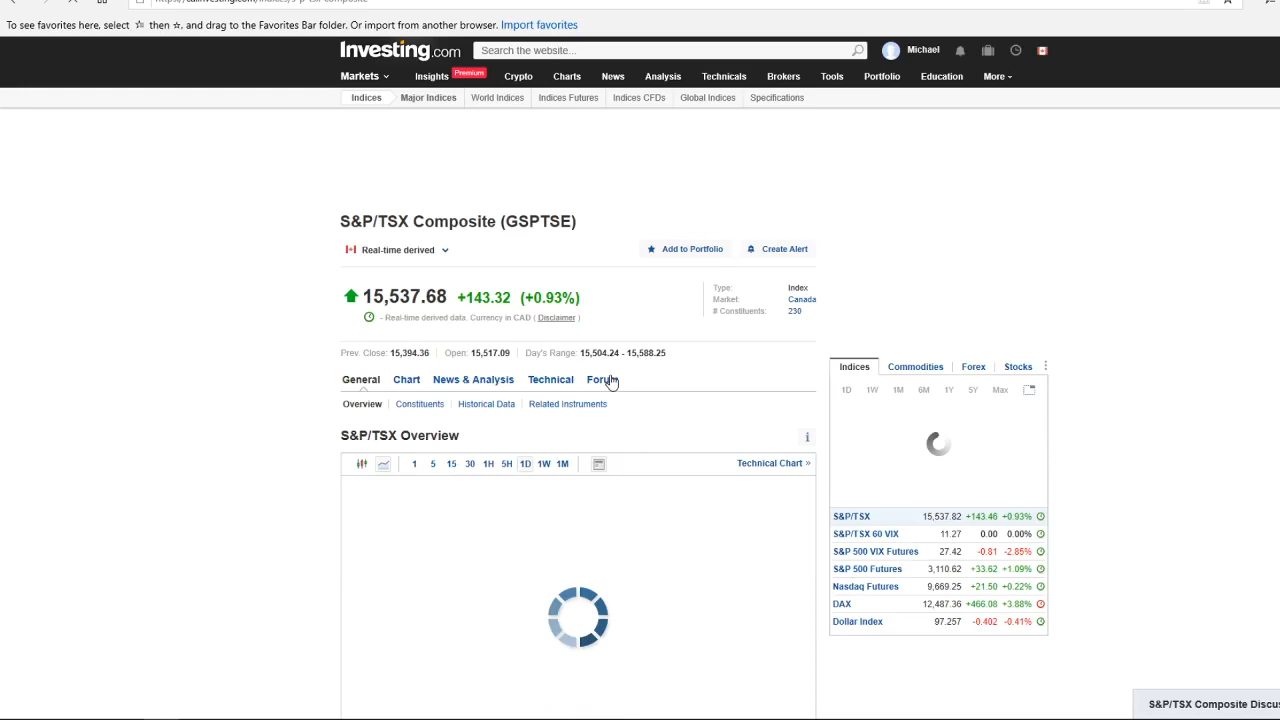 To see favorites here, select ☆ then ☆, and drag to the Favorites Bar folder. Or import from another browser. Import favorites
Investing.com
Search the website...
Michael
Markets
Insights
Premium
Crypto
Charts
News
Analysis
Technicals
Brokers
Tools
Portfolio
Education
More
Indices
Major Indices
World Indices
Indices Futures
Indices CFDs
Global Indices
Specifications
S&P/TSX Composite (GSPTSE)
Real-time derived
Add to Portfolio
Create Alert
15,537.68 +143.32 (+0.93%)
- Real-time derived data. Currency in CAD ( Disclaimer )
Type: Index
Market: Canada
# Constituents: 230
Prev. Close: 15,394.36
Open: 15,517.09
Day's Range: 15,504.24 - 15,588.25
General
Chart
News & Analysis
Technical
Overview
Constituents
Historical Data
Related Instruments
S&P/TSX Overview
1 5 15 30 1H 5H 1D 1W 1M
Technical Chart »
Indices
Commodities
Forex
Stocks
1D 1W 1M 6M 1Y 5Y Max
S&P/TSX 15,537.82 +143.46 +0.93%
S&P/TSX 60 VIX 11.27 0.00 0.00%
S&P 500 VIX Futures 27.42 -0.81 -2.85%
S&P 500 Futures 3,110.62 +33.62 +1.09%
Nasdaq Futures 9,669.25 +21.50 +0.22%
DAX 12,487.36 +466.08 +3.88%
Dollar Index 97.257 -0.402 -0.41%
S&P/TSX Composite